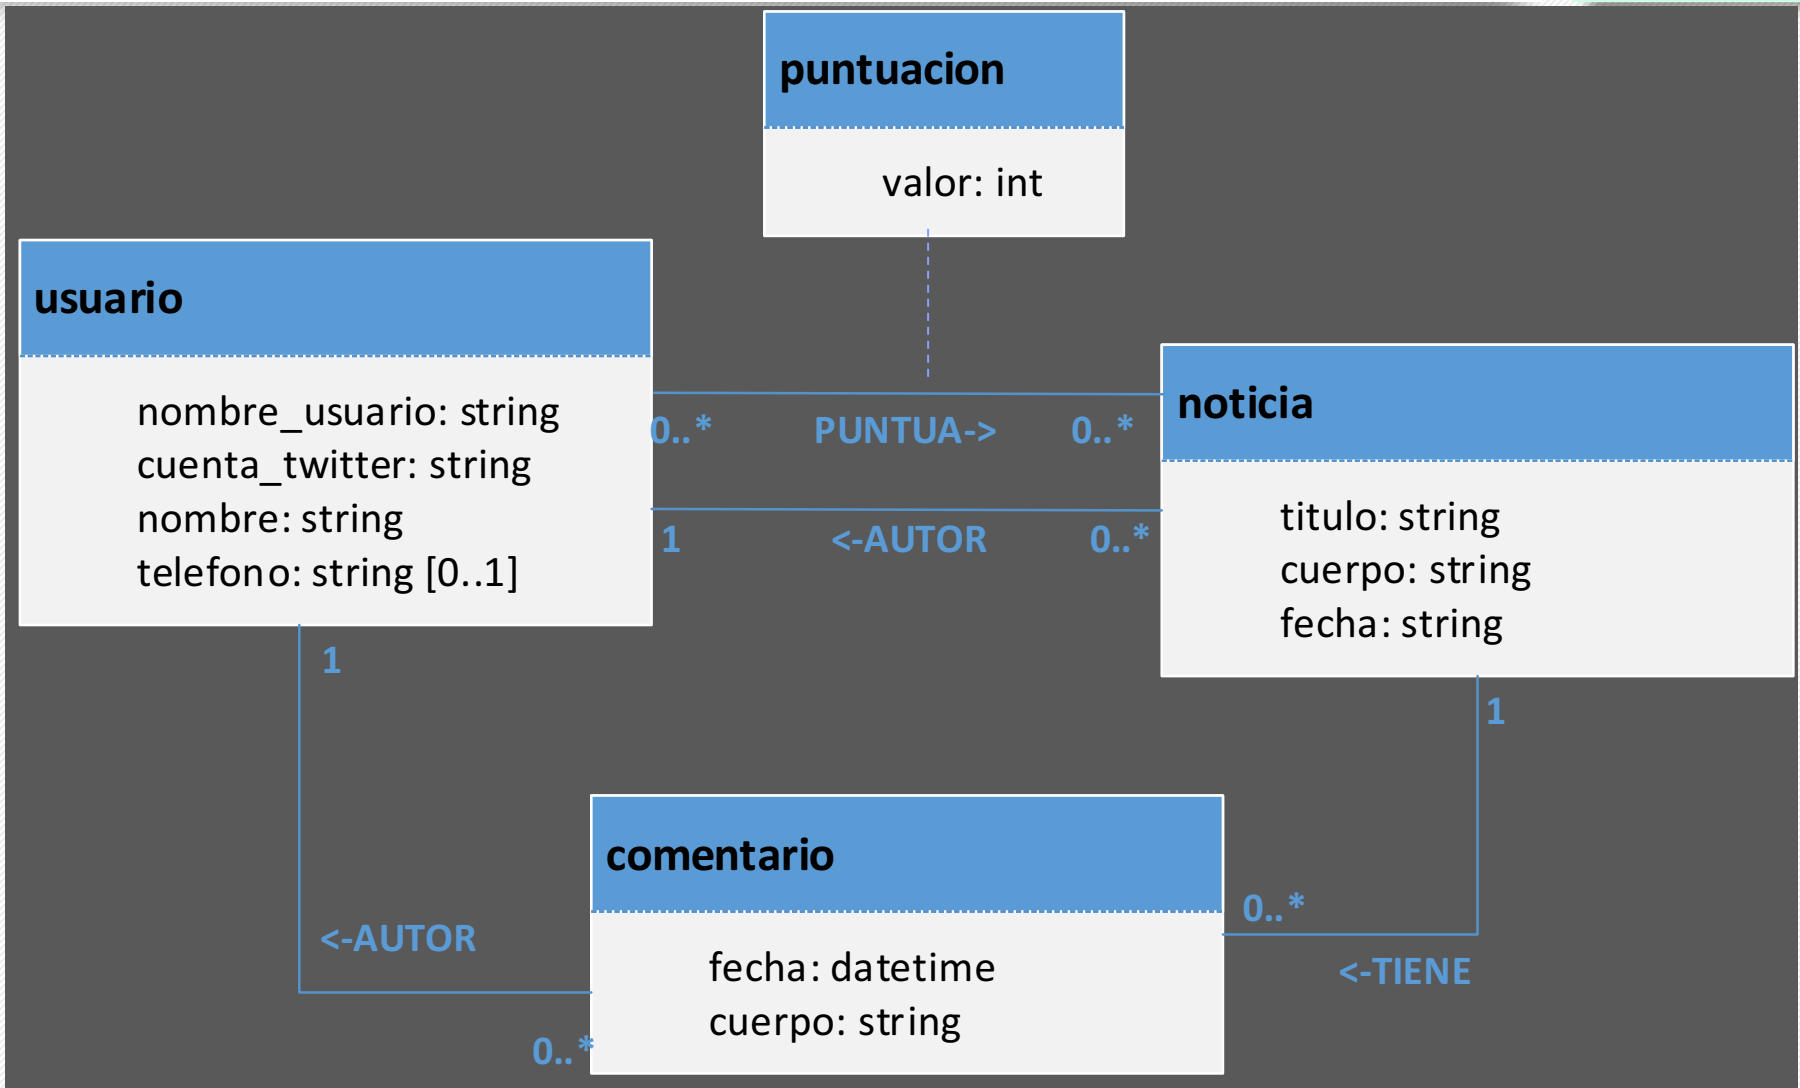 puntuacion
valor: int
usuario
nombre_usuario: string
cuenta_twitter: string
nombre: string
telefono: string [0..1]
0..* PUNTUA-> 0..*
1 <-AUTOR 0..*
noticia
titulo: string
cuerpo: string
fecha: string
1
1
<-AUTOR
0..*
comentario
fecha: datetime
cuerpo: string
0..*
<-TIENE